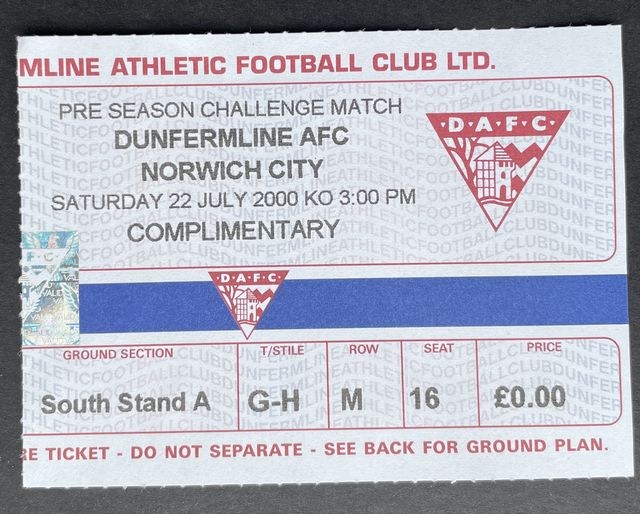 MLINE ATHLETIC FOOTBALL CLUB LTD.
PRE SEASON CHALLENGE MATCH
DUNFERMLINE AFC
NORWICH CITY
SATURDAY 22 JULY 2000 KO 3:00 PM
COMPLIMENTARY
· D · A · F · C ·
· D · A · F · C ·
GROUND SECTION T/STILE ROW SEAT PRICE
South Stand A G-H M 16 £0.00
RE TICKET - DO NOT SEPARATE - SEE BACK FOR GROUND PLAN.